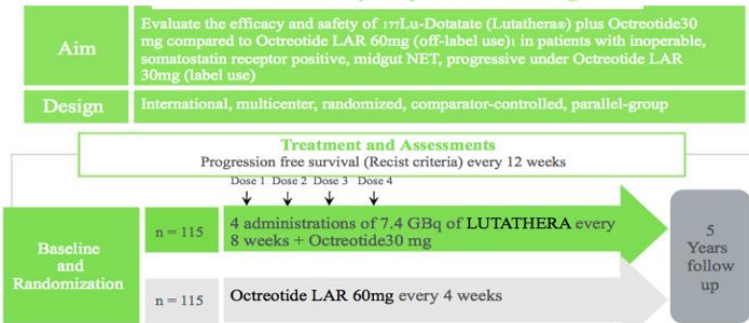 Aim
Evaluate the efficacy and safety of 177Lu-Dotatate (Lutathera®) plus Octreotide30
mg compared to Octreotide LAR 60mg (off-label use)1 in patients with inoperable,
somatostatin receptor positive, midgut NET, progressive under Octreotide LAR
30mg (label use)
Design
International, multicenter, randomized, comparator-controlled, parallel-group
Treatment and Assessments
Progression free survival (Recist criteria) every 12 weeks
Dose 1 Dose 2 Dose 3 Dose 4
Baseline
and
Randomization
n = 115
4 administrations of 7.4 GBq of LUTATHERA every
8 weeks + Octreotide30 mg
n = 115
Octreotide LAR 60mg every 4 weeks
5
Years
follow
up